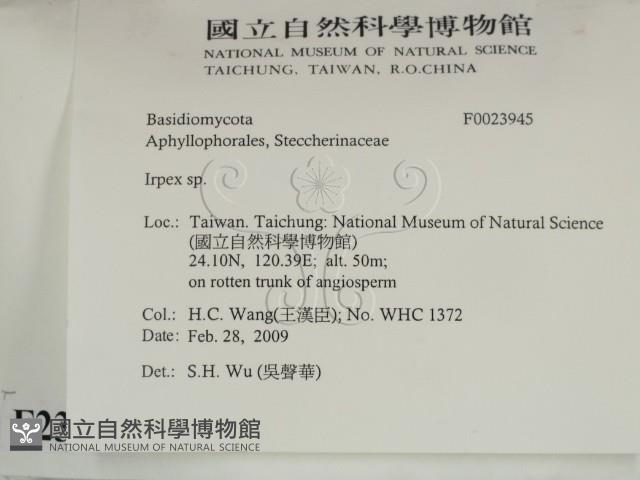 國立自然科學博物館
NATIONAL MUSEUM OF NATURAL SCIENCE
TAICHUNG, TAIWAN, R.O.CHINA
Basidiomycota F0023945
Aphyllophorales, Steccherinaceae
Irpex sp.
Loc.: Taiwan. Taichung: National Museum of Natural Science
(國立自然科學博物館)
24.10N, 120.39E; alt. 50m;
on rotten trunk of angiosperm
Col.: H.C. Wang(王漢臣); No. WHC 1372
Date: Feb. 28, 2009
Det.: S.H. Wu (吳聲華)
國立自然科學博物館
NATIONAL MUSEUM OF NATURAL SCIENCE